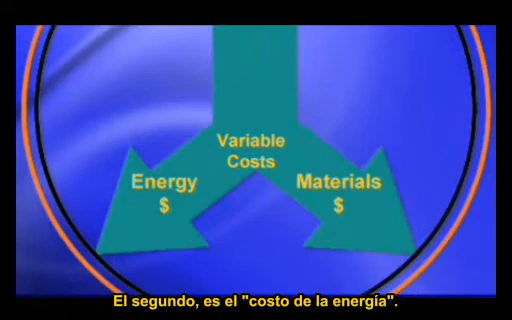 Variable
Costs
Energy
$
Materials
$
El segundo, es el "costo de la energía".